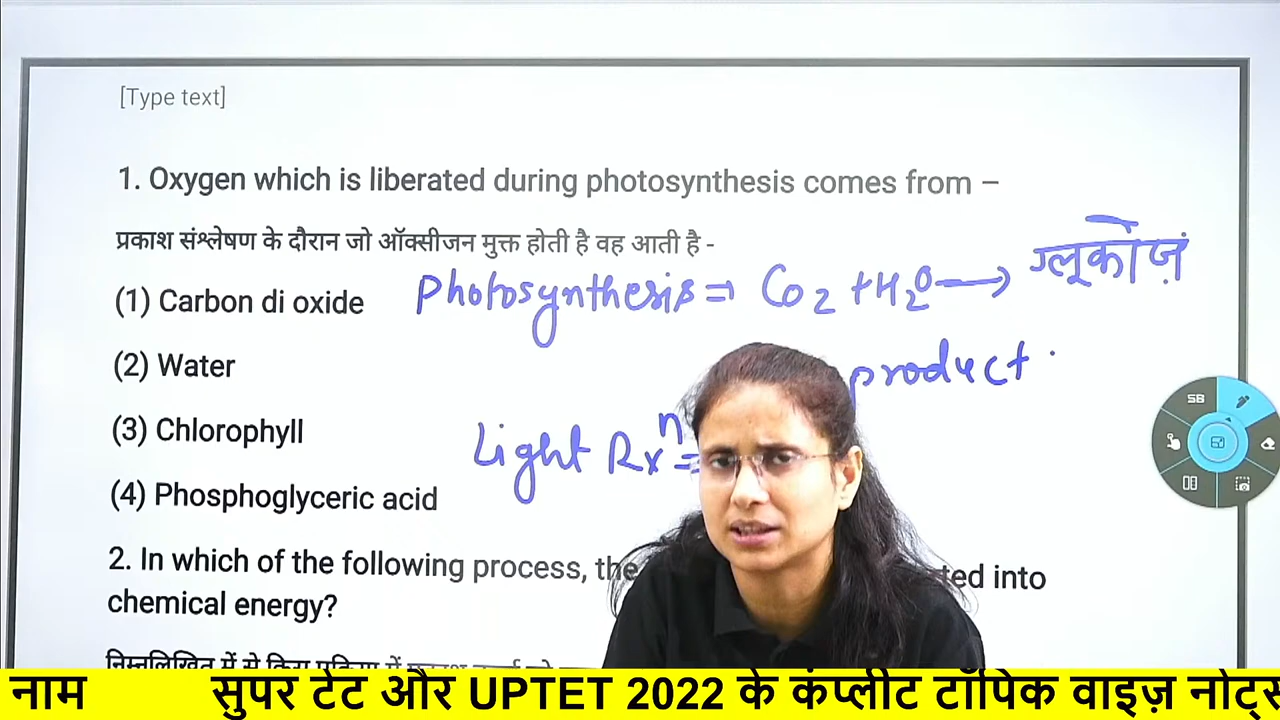 [Type text]
1. Oxygen which is liberated during photosynthesis comes from –
प्रकाश संश्लेषण के दौरान जो ऑक्सीजन मुक्त होती है वह आती है -
(1) Carbon di oxide
Photosynthesis ⇒ Co2 + H2O → ग्लूकोज़
(2) Water
product
(3) Chlorophyll
Light Rxn =
(4) Phosphoglyceric acid
2. In which of the following process, the ted into
chemical energy?
निम्नलिखित में से किस प्रक्रिया में
SB
नाम सुपर टेट और UPTET 2022 के कंप्लीट टॉपिक वाइज़ नोट्स